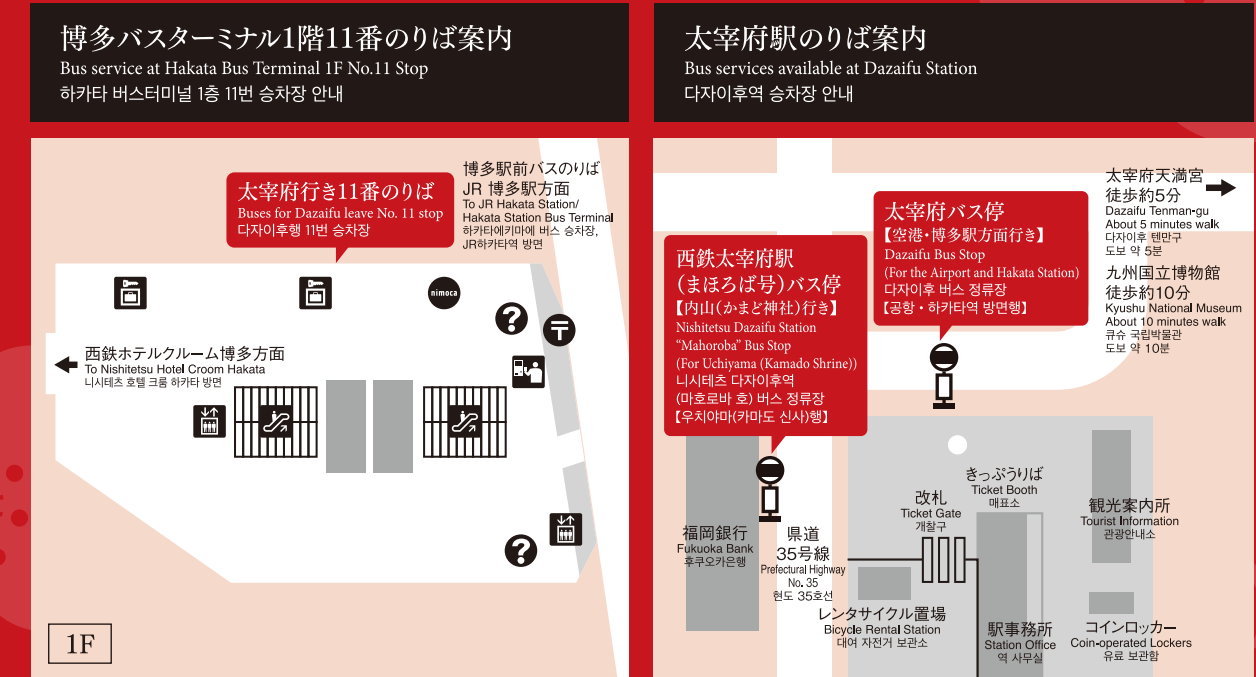 博多バスターミナル1階11番のりば案内
Bus service at Hakata Bus Terminal 1F No.11 Stop
하카타 버스터미널 1층 11번 승차장 안내
太宰府行き11番のりば
Buses for Dazaifu leave No. 11 stop
다자이후행 11번 승차장
博多駅前バスのりば
JR 博多駅方面
To JR Hakata Station/
Hakata Station Bus Terminal
하카타에키마에 버스 승차장,
JR하카타역 방면
nimoca
西鉄ホテルクルーム博多方面
To Nishitetsu Hotel Croom Hakata
니시테츠 호텔 크룸 하카타 방면
1F
太宰府駅のりば案内
Bus services available at Dazaifu Station
다자이후역 승차장 안내
太宰府天満宮
徒歩約5分
Dazaifu Tenman-gu
About 5 minutes walk
다자이후 텐만구
도보 약 5분
九州国立博物館
徒歩約10分
Kyushu National Museum
About 10 minutes walk
큐슈 국립박물관
도보 약 10분
太宰府バス停
【空港・博多駅方面行き】
Dazaifu Bus Stop
(For the Airport and Hakata Station)
다자이후 버스 정류장
【공항・하카타역 방면행】
西鉄太宰府駅
(まほろば号)バス停
【内山(かまど神社)行き】
Nishitetsu Dazaifu Station
“Mahoroba” Bus Stop
(For Uchiyama (Kamado Shrine))
니시테츠 다자이후역
(마호로바 호) 버스 정류장
【우치야마(카마도 신사)행】
福岡銀行
Fukuoka Bank
후쿠오카은행
県道
35号線
Prefectural Highway
No. 35
현도 35호선
改札
Ticket Gate
개찰구
きっぷうりば
Ticket Booth
매표소
観光案内所
Tourist Information
관광안내소
レンタサイクル置場
Bicycle Rental Station
대여 자전거 보관소
駅事務所
Station Office
역 사무실
コインロッカー
Coin-operated Lockers
유료 보관함